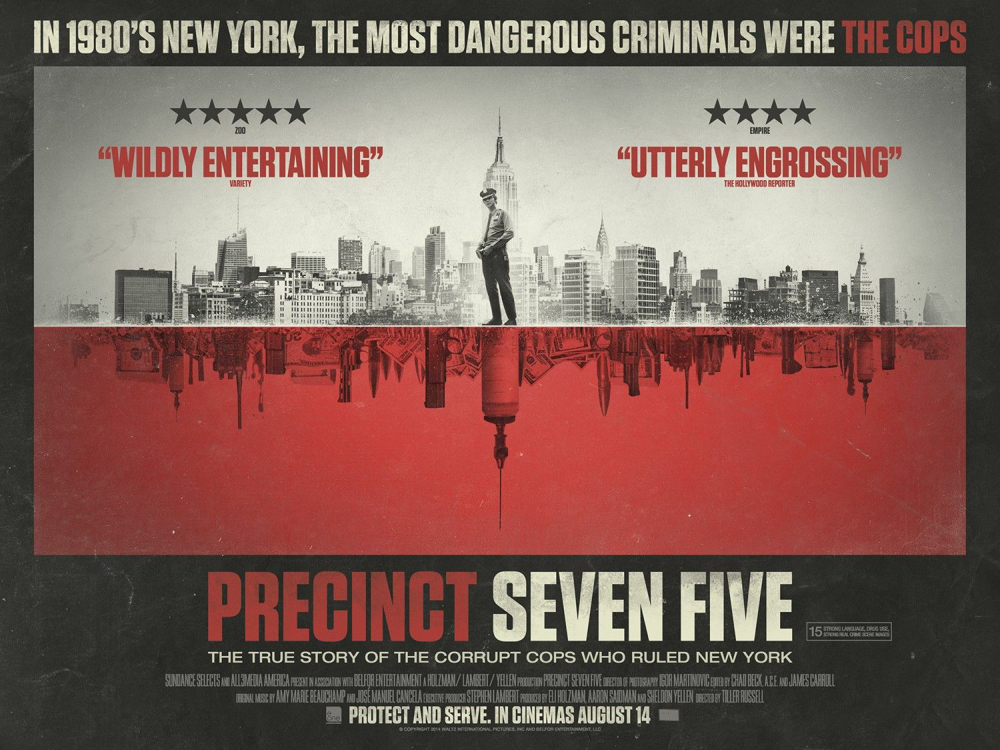 IN 1980'S NEW YORK, THE MOST DANGEROUS CRIMINALS WERE THE COPS
★★★★★
ZOO
"WILDLY ENTERTAINING"
VARIETY
★★★★
EMPIRE
"UTTERLY ENGROSSING"
THE HOLLYWOOD REPORTER
PRECINCT SEVEN FIVE
15 STRONG LANGUAGE, DRUG USE,
STRONG REAL CRIME SCENE IMAGES
THE TRUE STORY OF THE CORRUPT COPS WHO RULED NEW YORK
SUNDANCE SELECTS AND ALL3MEDIA AMERICA PRESENT IN ASSOCIATION WITH BELFOR ENTERTAINMENT A HOLZMAN/ LAMBERT/ YELLEN PRODUCTION PRECINCT SEVEN FIVE DIRECTOR OF PHOTOGRAPHY IGOR MARTINOVIC EDITED BY CHAD BECK, A.C.E. AND JAMES CARROLL
ORIGINAL MUSIC BY AMY MARIE BEAUCHAMP AND JOSÉ MANUEL CANCELA EXECUTIVE PRODUCER STEPHEN LAMBERT PRODUCED BY ELI HOLZMAN, AARON SAIDMAN AND SHELDON YELLEN DIRECTED BY TILLER RUSSELL
e one
PROTECT AND SERVE. IN CINEMAS AUGUST 14
© COPYRIGHT 2014 WALTZ INTERNATIONAL PICTURES, INC AND BELFOR ENTERTAINMENT, LLC